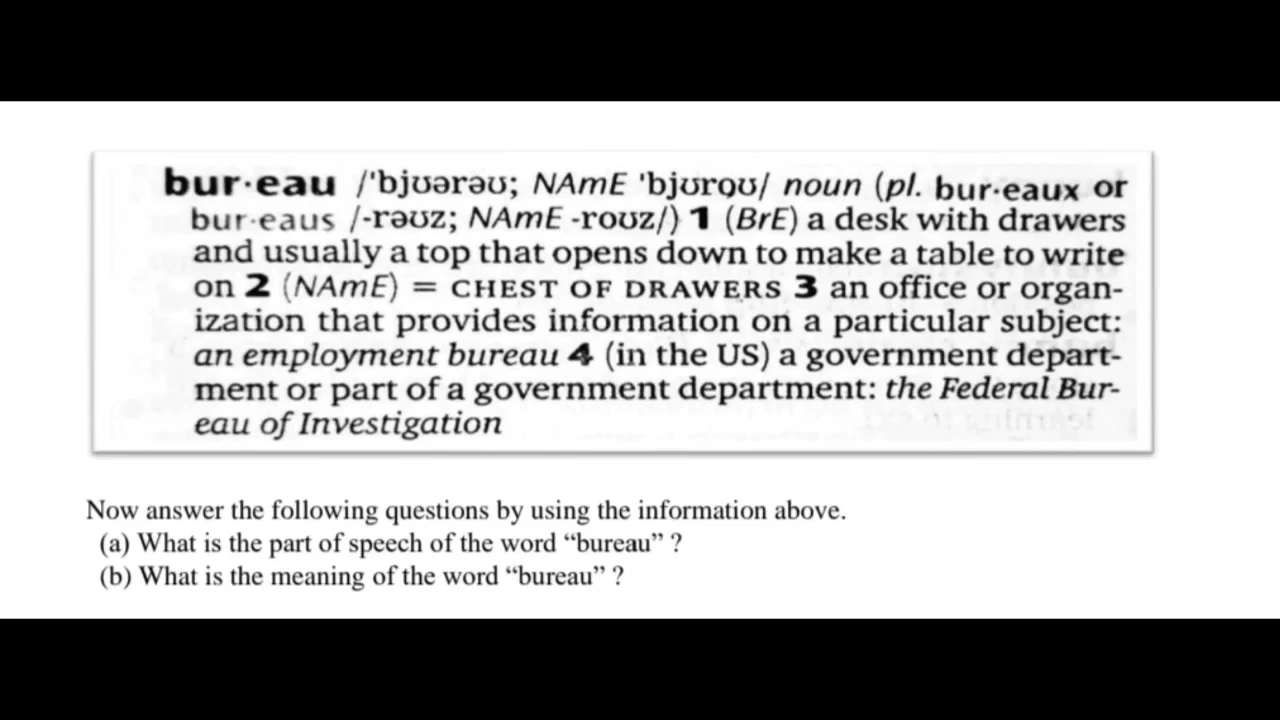 bur·eau /ˈbjʊərəʊ; NAmE ˈbjʊroʊ/ noun (pl. bur·eaux or
bur·eaus /-rəʊz; NAmE -roʊz/) 1 (BrE) a desk with drawers
and usually a top that opens down to make a table to write
on 2 (NAmE) = CHEST OF DRAWERS 3 an office or organ-
ization that provides information on a particular subject:
an employment bureau 4 (in the US) a government depart-
ment or part of a government department: the Federal Bur-
eau of Investigation
Now answer the following questions by using the information above.
(a) What is the part of speech of the word “bureau” ?
(b) What is the meaning of the word “bureau” ?